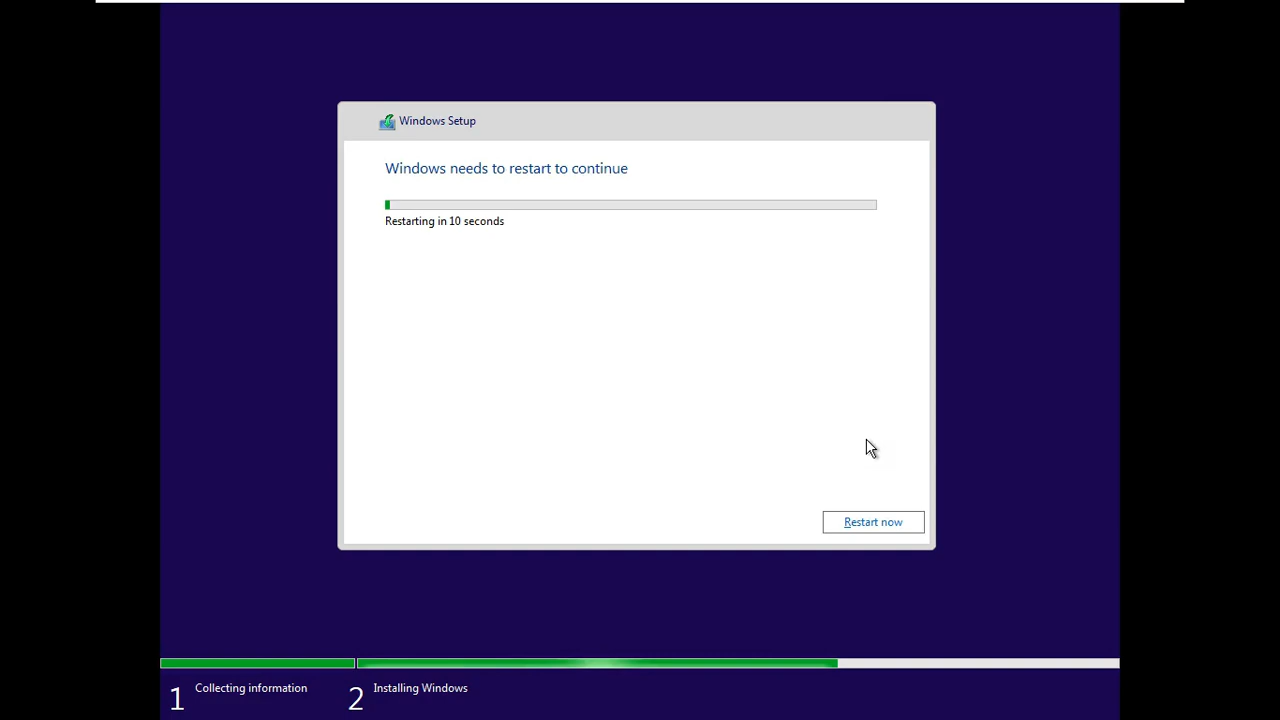 Windows Setup
Windows needs to restart to continue
Restarting in 10 seconds
Restart now
1 Collecting information
2 Installing Windows